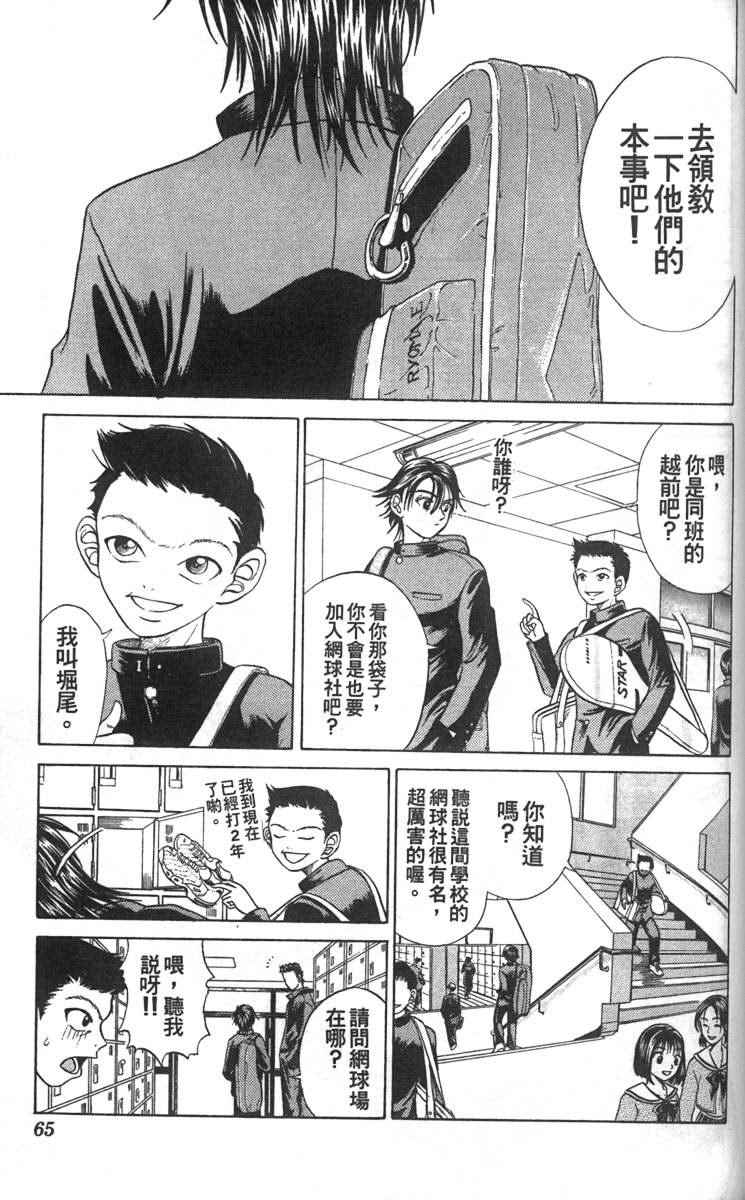 去領教
一下他們的
本事吧！
RYOMA.E
喂，
你是同班的
越前吧？
你誰呀？
看你那袋子，
你不會是也要
加入網球社吧？
STAR
我叫堀尾。
I
你知道
嗎？
聽説這間學校的
網球社很有名，
超厲害的喔。
我到現在
已經打2年
了喲。
請問網球場
在哪？
喂，聽我
說呀!!
65